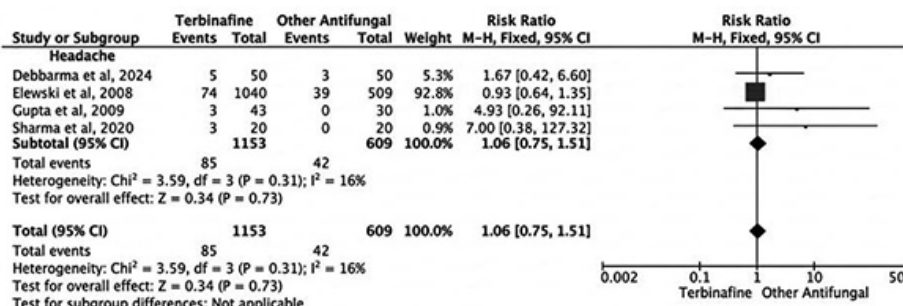 Terbinafine Other Antifungal Risk Ratio Risk Ratio
Study or Subgroup Events Total Events Total Weight M-H, Fixed, 95% CI M-H, Fixed, 95% CI
Headache
Debbarma et al, 2024 5 50 3 50 5.3% 1.67 [0.42, 6.60]
Elewski et al, 2008 74 1040 39 509 92.8% 0.93 [0.64, 1.35]
Gupta et al, 2009 3 43 0 30 1.0% 4.93 [0.26, 92.11]
Sharma et al, 2020 3 20 0 20 0.9% 7.00 [0.38, 127.32]
Subtotal (95% CI) 1153 609 100.0% 1.06 [0.75, 1.51]
Total events 85 42
Heterogeneity: Chi² = 3.59, df = 3 (P = 0.31); I² = 16%
Test for overall effect: Z = 0.34 (P = 0.73)
Total (95% CI) 1153 609 100.0% 1.06 [0.75, 1.51]
Total events 85 42
Heterogeneity: Chi² = 3.59, df = 3 (P = 0.31); I² = 16%
Test for overall effect: Z = 0.34 (P = 0.73)
Test for subgroup differences: Not applicable
0.002 0.1 1 10 50
Terbinafine Other Antifungal